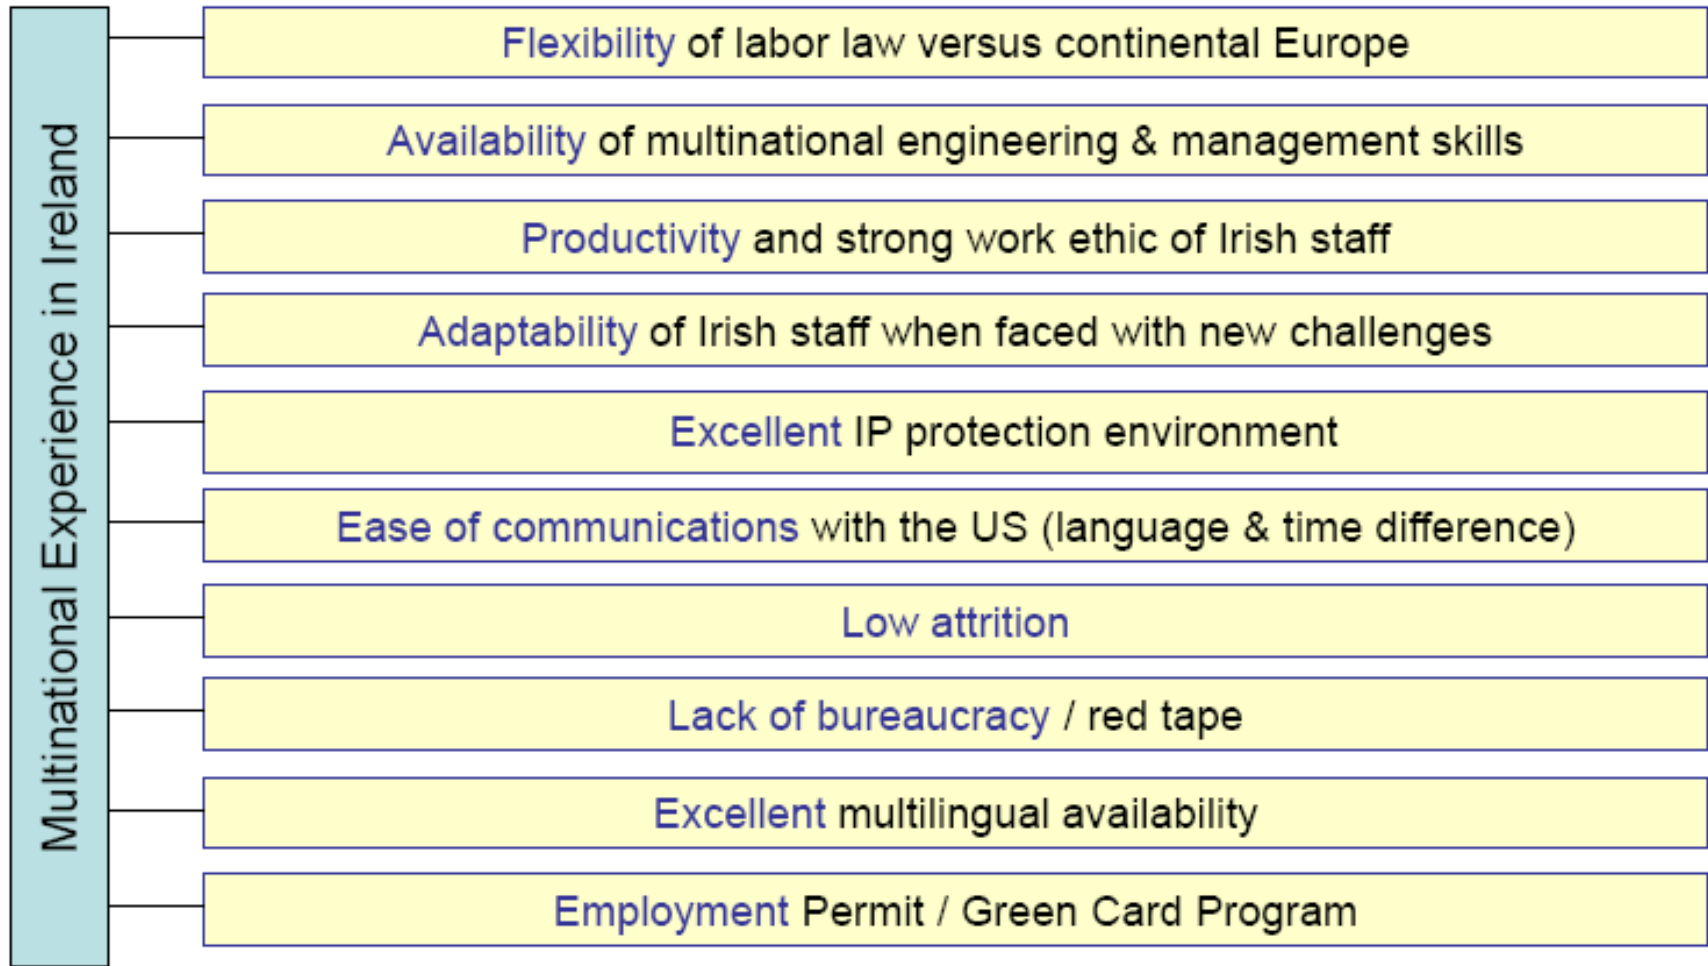 Multinational Experience in Ireland
Flexibility of labor law versus continental Europe
Availability of multinational engineering & management skills
Productivity and strong work ethic of Irish staff
Adaptability of Irish staff when faced with new challenges
Excellent IP protection environment
Ease of communications with the US (language & time difference)
Low attrition
Lack of bureaucracy / red tape
Excellent multilingual availability
Employment Permit / Green Card Program